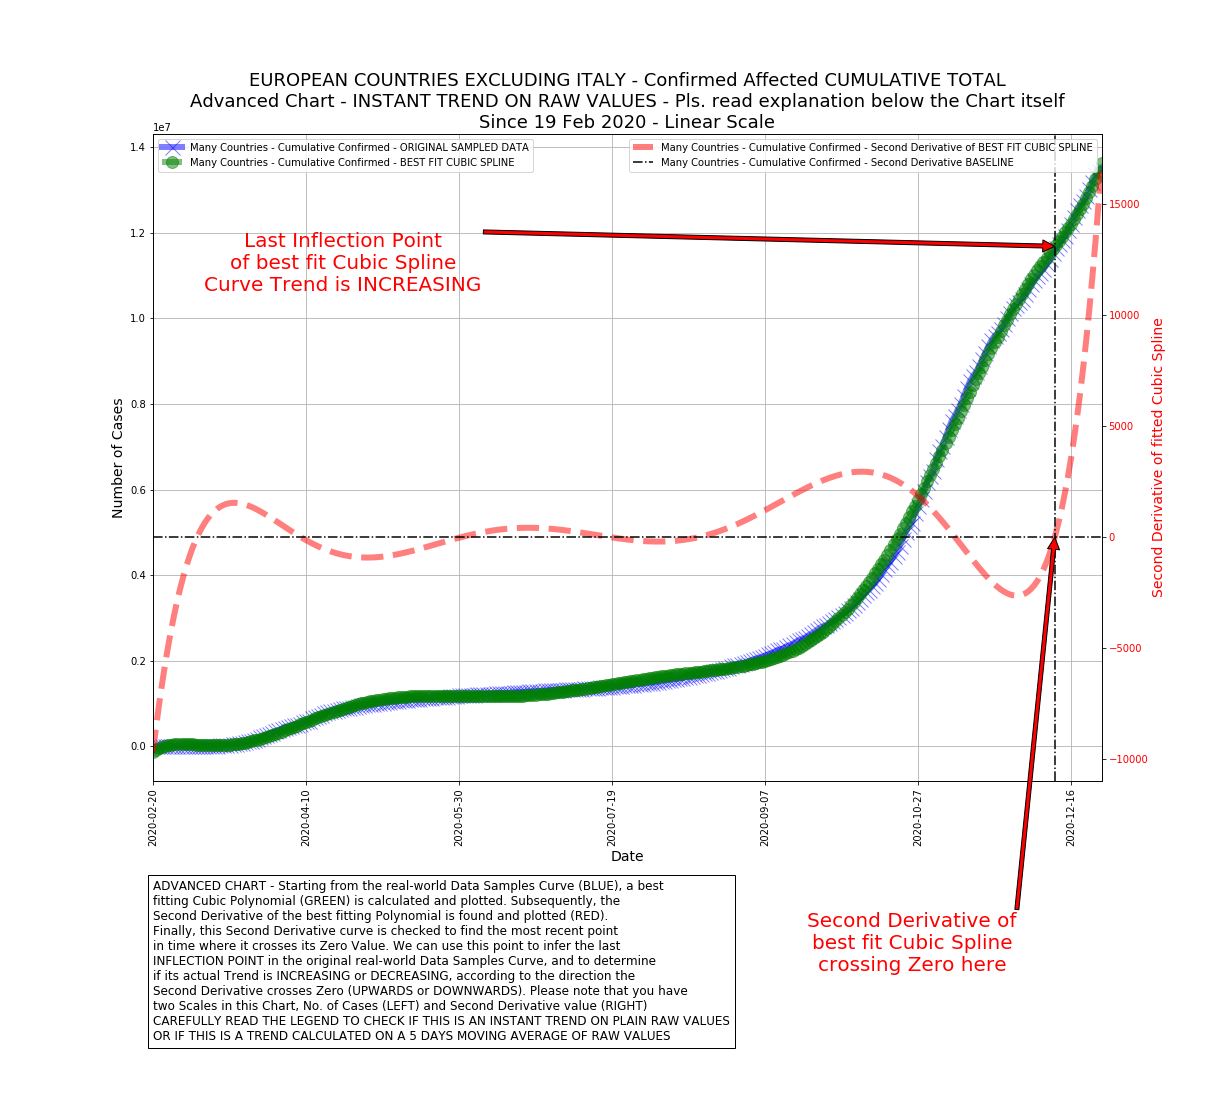 EUROPEAN COUNTRIES EXCLUDING ITALY - Confirmed Affected CUMULATIVE TOTAL
Advanced Chart - INSTANT TREND ON RAW VALUES - Pls. read explanation below the Chart itself
Since 19 Feb 2020 - Linear Scale
1e7
Many Countries - Cumulative Confirmed - ORIGINAL SAMPLED DATA
Many Countries - Cumulative Confirmed - BEST FIT CUBIC SPLINE
Many Countries - Cumulative Confirmed - Second Derivative of BEST FIT CUBIC SPLINE
Many Countries - Cumulative Confirmed - Second Derivative BASELINE
Last Inflection Point
of best fit Cubic Spline
Curve Trend is INCREASING
Number of Cases
1.4
1.2
1.0
0.8
0.6
0.4
0.2
0.0
15000
10000
5000
0
−5000
−10000
Second Derivative of fitted Cubic Spline
2020-02-20
2020-04-10
2020-05-30
2020-07-19
2020-09-07
2020-10-27
2020-12-16
Date
Second Derivative of
best fit Cubic Spline
crossing Zero here
ADVANCED CHART - Starting from the real-world Data Samples Curve (BLUE), a best
fitting Cubic Polynomial (GREEN) is calculated and plotted. Subsequently, the
Second Derivative of the best fitting Polynomial is found and plotted (RED).
Finally, this Second Derivative curve is checked to find the most recent point
in time where it crosses its Zero Value. We can use this point to infer the last
INFLECTION POINT in the original real-world Data Samples Curve, and to determine
if its actual Trend is INCREASING or DECREASING, according to the direction the
Second Derivative crosses Zero (UPWARDS or DOWNWARDS). Please note that you have
two Scales in this Chart, No. of Cases (LEFT) and Second Derivative value (RIGHT)
CAREFULLY READ THE LEGEND TO CHECK IF THIS IS AN INSTANT TREND ON PLAIN RAW VALUES
OR IF THIS IS A TREND CALCULATED ON A 5 DAYS MOVING AVERAGE OF RAW VALUES